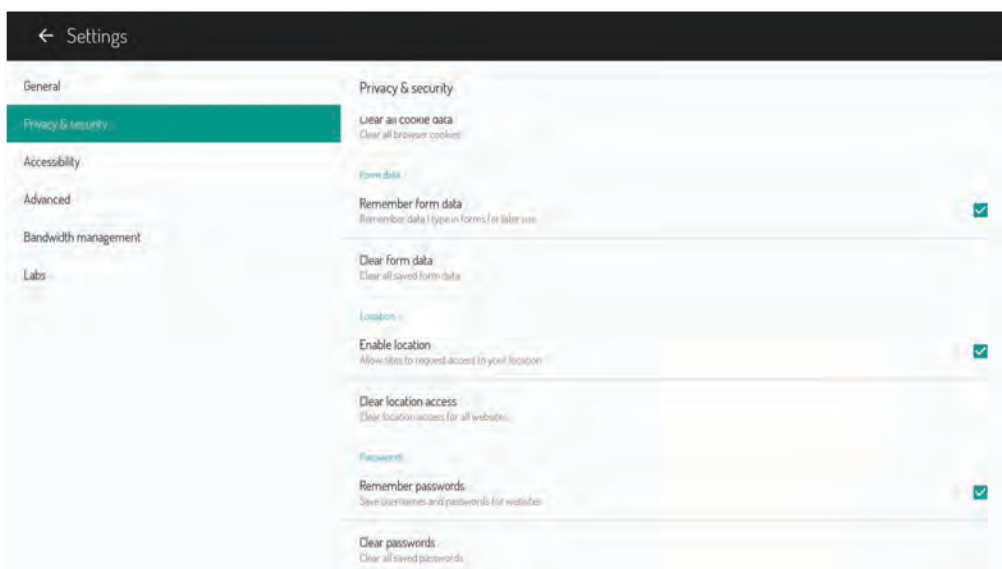 Settings
General
Privacy & security
Accessibility
Advanced
Bandwidth management
Labs
Privacy & security
Clear all cookie data
Clear all browser cookies
Form data
Remember form data
Remember data I type in forms for later use
Clear form data
Clear all saved form data
Location
Enable location
Allow sites to request access to your location
Clear location access
Clear location access for all websites
Passwords
Remember passwords
Save usernames and passwords for websites
Clear passwords
Clear all saved passwords